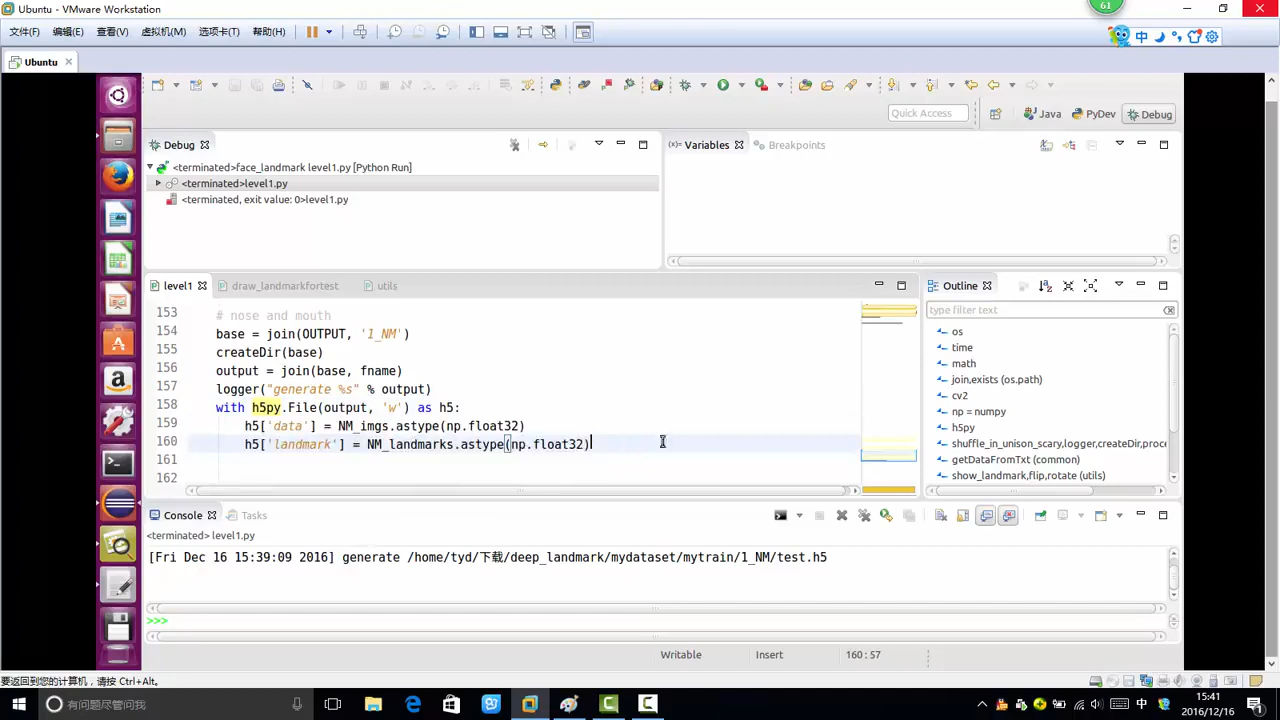 Ubuntu - VMware Workstation
61
文件(F) 编辑(E) 查看(V) 虚拟机(M) 选项卡(T) 帮助(H)
中
Ubuntu
Quick Access
Java PyDev Debug
Debug
Variables Breakpoints
<terminated>face_landmark level1.py [Python Run]
<terminated>level1.py
<terminated, exit value: 0>level1.py
level1 draw_landmarkfortest utils
Outline
type filter text
153 # nose and mouth
154 base = join(OUTPUT, '1_NM')
155 createDir(base)
156 output = join(base, fname)
157 logger("generate %s" % output)
158 with h5py.File(output, 'w') as h5:
159 h5['data'] = NM_imgs.astype(np.float32)
160 h5['landmark'] = NM_landmarks.astype(np.float32)
161
162
os
time
math
join,exists (os.path)
cv2
np = numpy
h5py
shuffle_in_unison_scary,logger,createDir,proce
getDataFromTxt (common)
show_landmark,flip,rotate (utils)
Console Tasks
<terminated> level1.py
[Fri Dec 16 15:39:09 2016] generate /home/tyd/下载/deep_landmark/mydataset/mytrain/1_NM/test.h5
>>>
Writable Insert 160 : 57
要返回到您的计算机，请按 Ctrl+Alt。
有问题尽管问我
中
15:41
2016/12/16